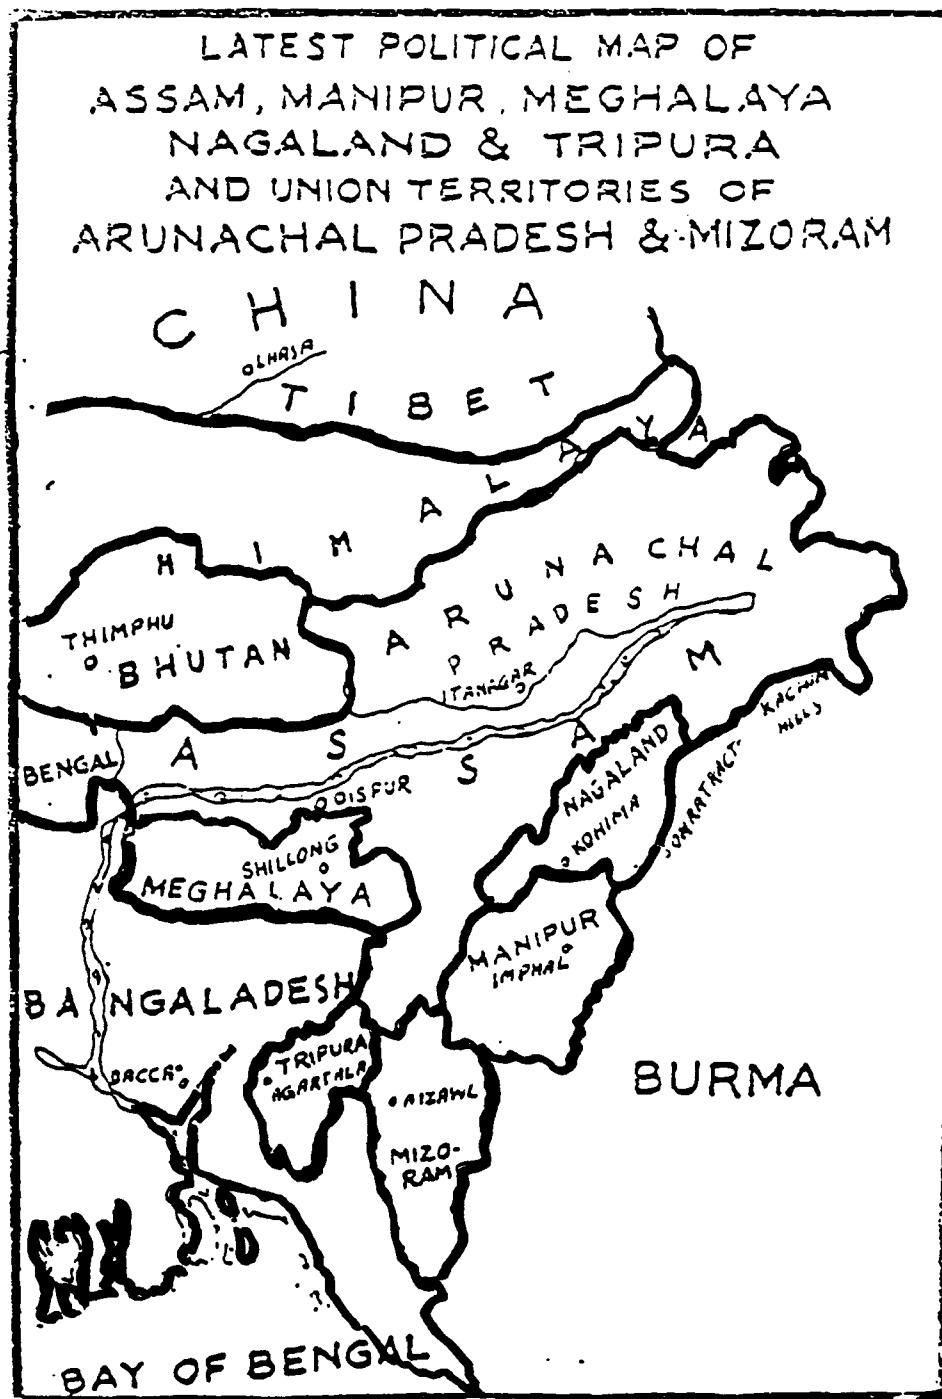 LATEST POLITICAL MAP OF
ASSAM, MANIPUR, MEGHALAYA
NAGALAND & TRIPURA
AND UNION TERRITORIES OF
ARUNACHAL PRADESH & MIZORAM
CHINA
LHASA
TIBET
HIMALAYA
ARUNACHAL
PRADESH
THIMPHU
BHUTAN
ITANAGAR
ASSAM
KACHIN
HILLS
BENGAL
DISPUR
NAGALAND
KOHIMA
SHILLONG
MEGHALAYA
MANIPUR
IMPHAL
BANGALADESH
TRIPURA
AGARTALA
DACCA
BURMA
AIZAWL
MIZO-
RAM
BAY OF BENGAL